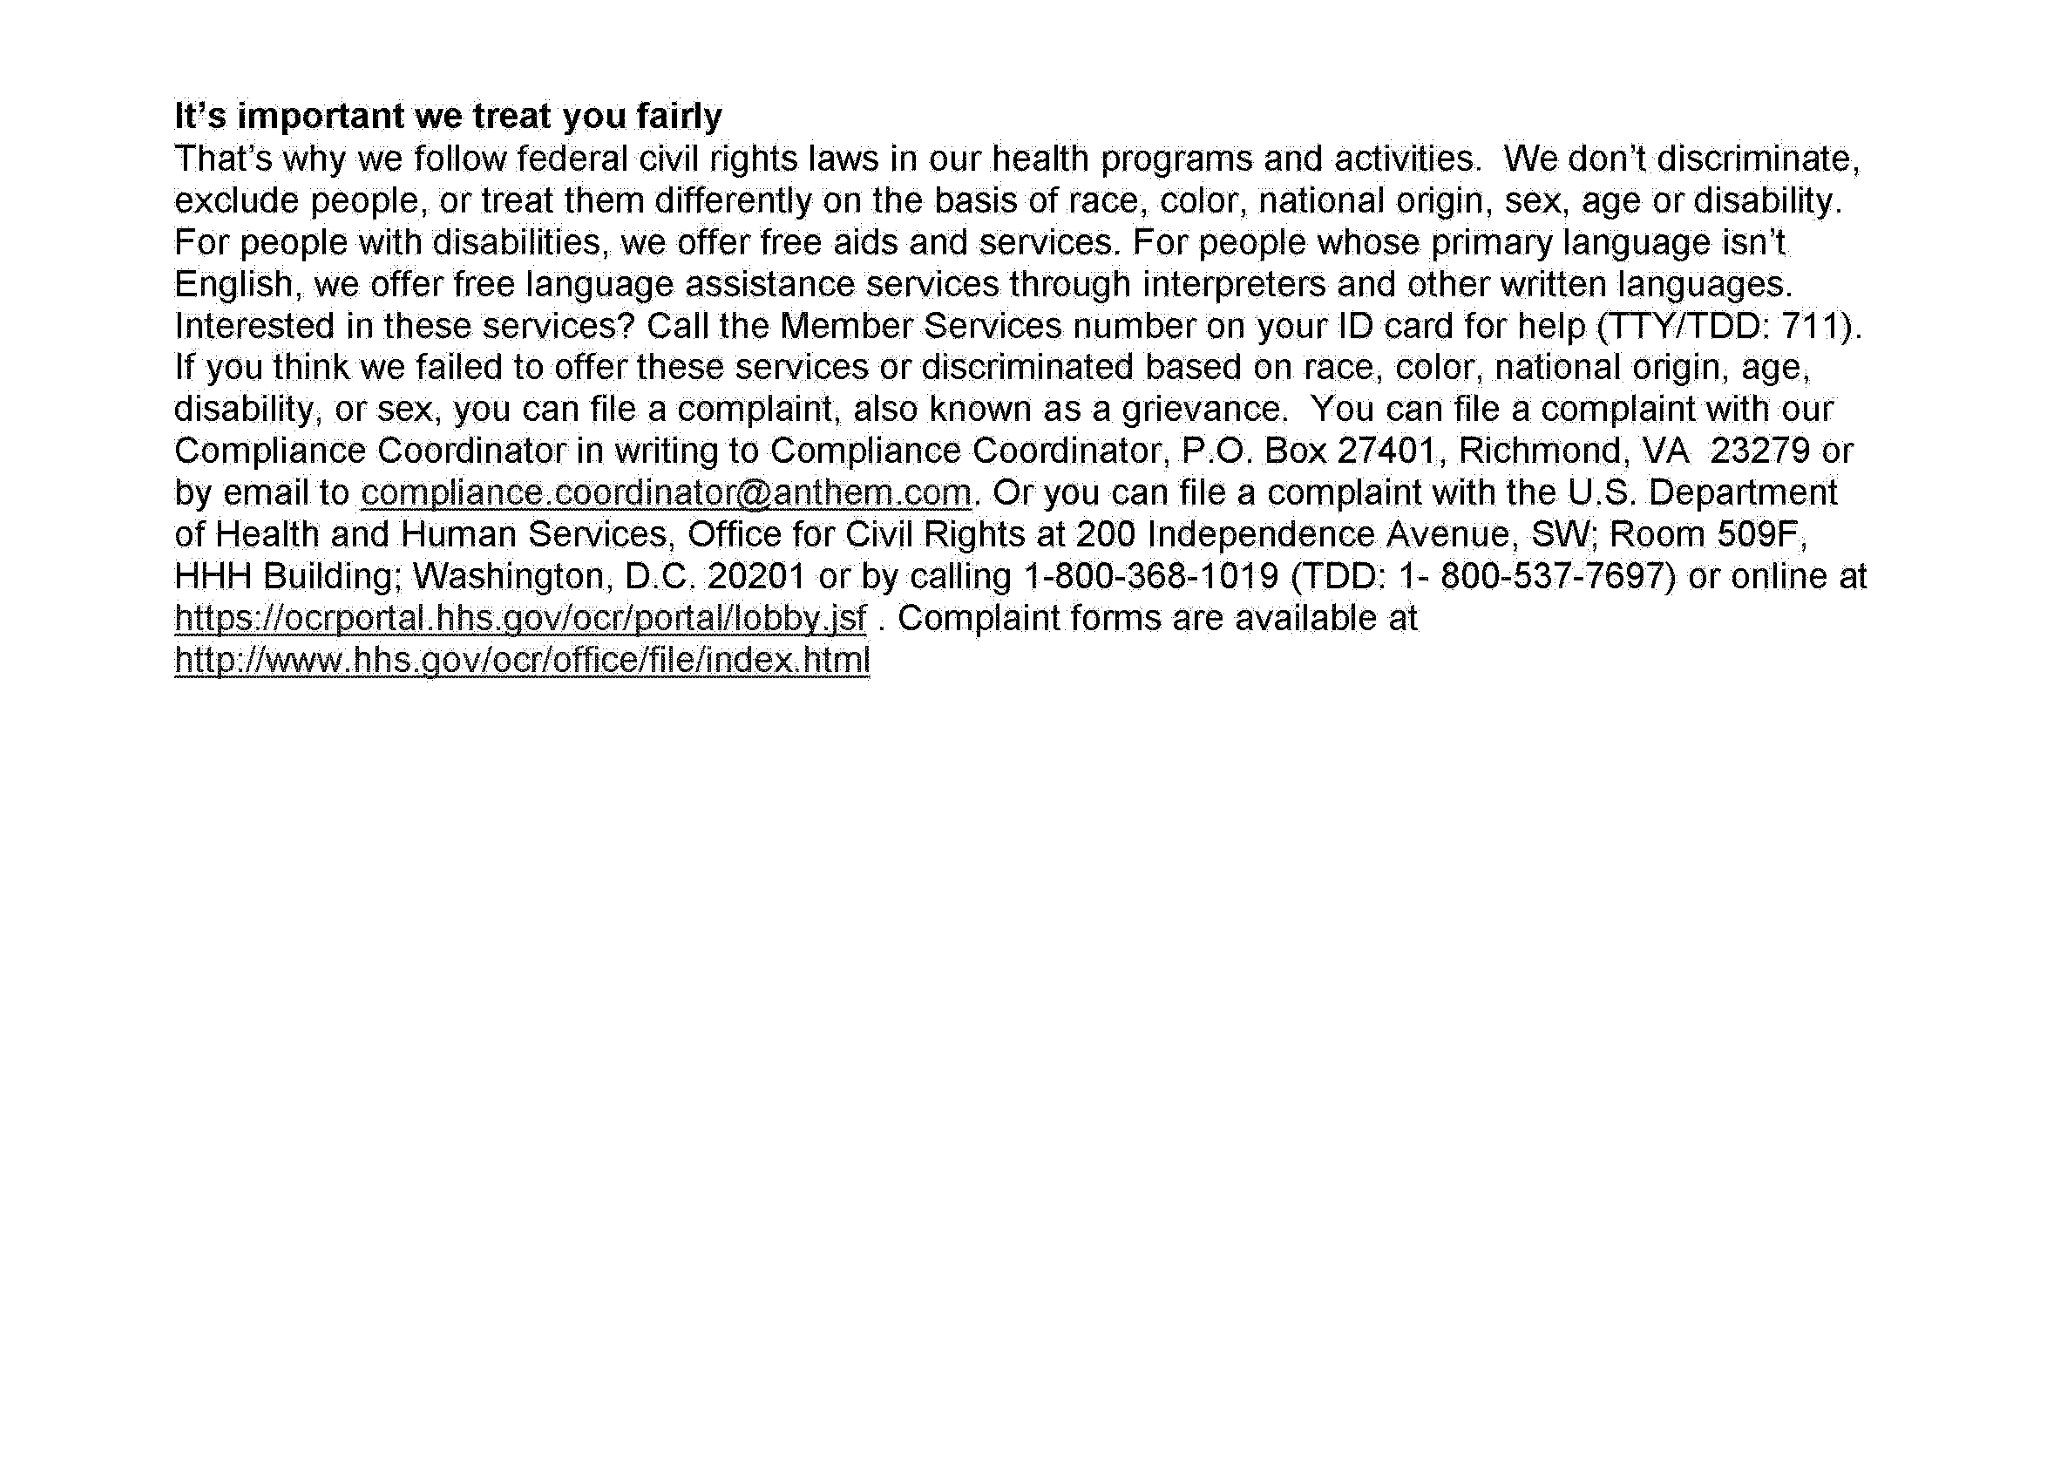 It’s important we treat you fairly
That’s why we follow federal civil rights laws in our health programs and activities.  We don’t discriminate,
exclude people, or treat them differently on the basis of race, color, national origin, sex, age or disability.
For people with disabilities, we offer free aids and services. For people whose primary language isn’t
English, we offer free language assistance services through interpreters and other written languages.
Interested in these services? Call the Member Services number on your ID card for help (TTY/TDD: 711).
If you think we failed to offer these services or discriminated based on race, color, national origin, age,
disability, or sex, you can file a complaint, also known as a grievance.  You can file a complaint with our
Compliance Coordinator in writing to Compliance Coordinator, P.O. Box 27401, Richmond, VA  23279 or
by email to compliance.coordinator@anthem.com. Or you can file a complaint with the U.S. Department
of Health and Human Services, Office for Civil Rights at 200 Independence Avenue, SW; Room 509F,
HHH Building; Washington, D.C. 20201 or by calling 1-800-368-1019 (TDD: 1- 800-537-7697) or online at
https://ocrportal.hhs.gov/ocr/portal/lobby.jsf . Complaint forms are available at
http://www.hhs.gov/ocr/office/file/index.html